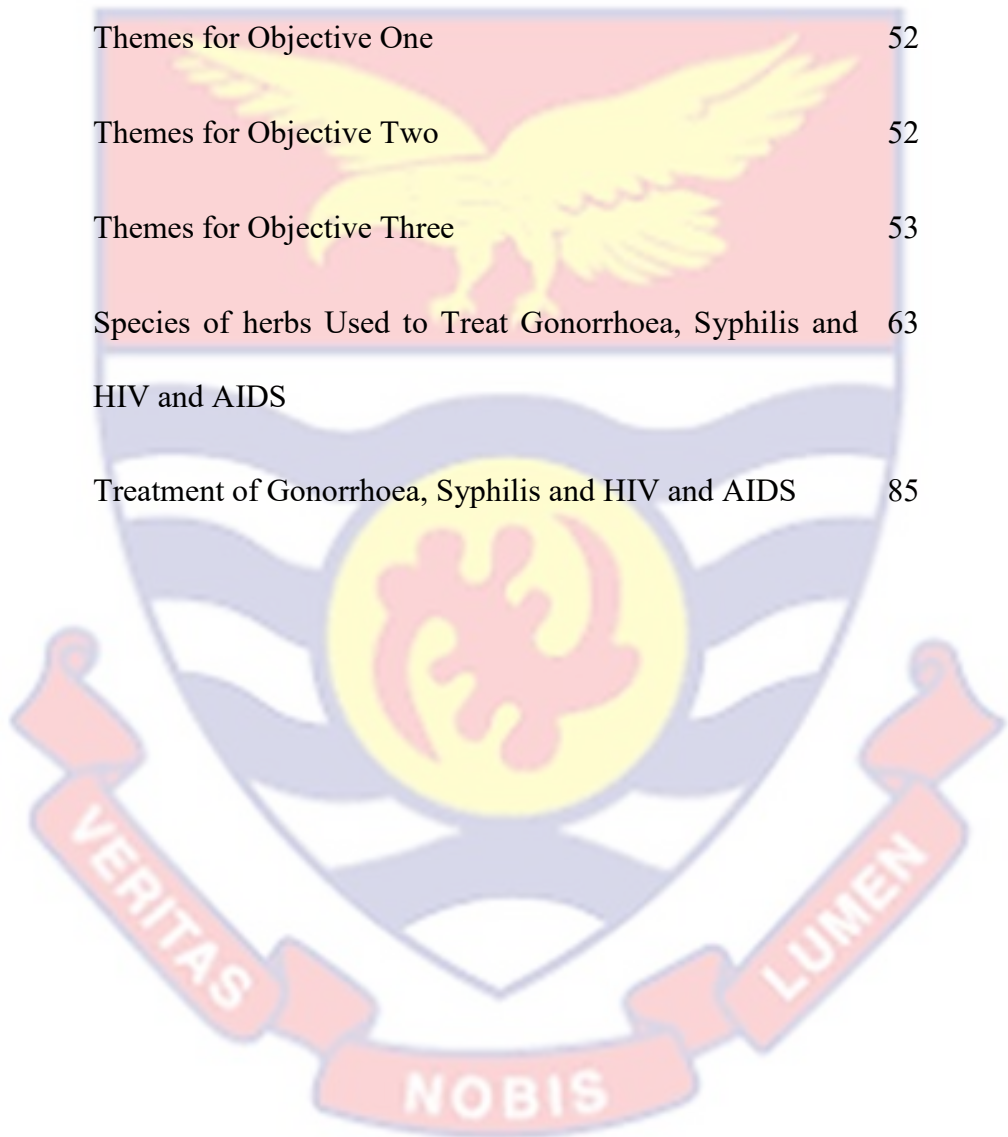 Themes for Objective One 52
Themes for Objective Two 52
Themes for Objective Three 53
Species of herbs Used to Treat Gonorrhoea, Syphilis and 63
HIV and AIDS
Treatment of Gonorrhoea, Syphilis and HIV and AIDS 85
VERITAS
NOBIS
LUMEN